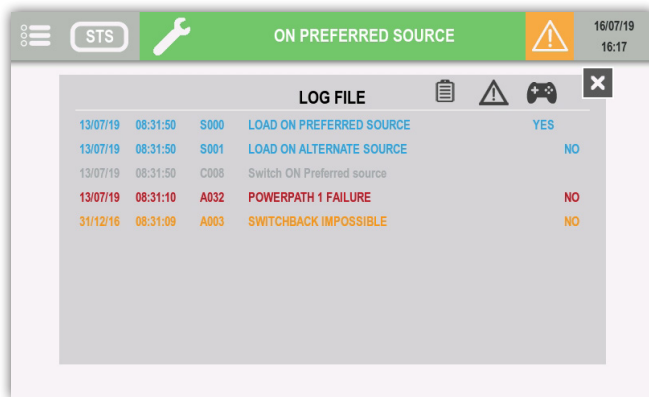 STS
ON PREFERRED SOURCE
16/07/19
16:17
LOG FILE
13/07/19 08:31:50 S000 LOAD ON PREFERRED SOURCE YES
13/07/19 08:31:50 S001 LOAD ON ALTERNATE SOURCE NO
13/07/19 08:31:50 C008 Switch ON Preferred source
13/07/19 08:31:10 A032 POWERPATH 1 FAILURE NO
31/12/16 08:31:09 A003 SWITCHBACK IMPOSSIBLE NO